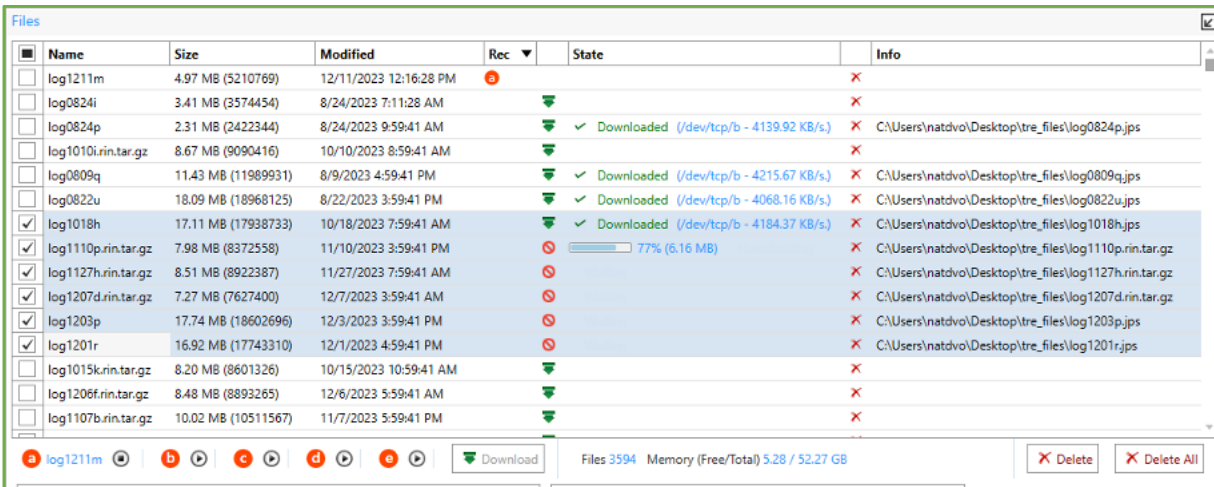 Files
Name Size Modified Rec State Info
log1211m 4.97 MB (5210769) 12/11/2023 12:16:28 PM a
log0824i 3.41 MB (3574454) 8/24/2023 7:11:28 AM
log0824p 2.31 MB (2422344) 8/24/2023 9:59:41 AM Downloaded (/dev/tcp/b - 4139.92 KB/s.) C:\Users\natdvo\Desktop\tre_files\log0824p.jps
log1010i.rin.tar.gz 8.67 MB (9090416) 10/10/2023 8:59:41 AM
log0809q 11.43 MB (11989931) 8/9/2023 4:59:41 PM Downloaded (/dev/tcp/b - 4215.67 KB/s.) C:\Users\natdvo\Desktop\tre_files\log0809q.jps
log0822u 18.09 MB (18968125) 8/22/2023 3:59:41 PM Downloaded (/dev/tcp/b - 4068.16 KB/s.) C:\Users\natdvo\Desktop\tre_files\log0822u.jps
log1018h 17.11 MB (17938733) 10/18/2023 7:59:41 AM Downloaded (/dev/tcp/b - 4184.37 KB/s.) C:\Users\natdvo\Desktop\tre_files\log1018h.jps
log1110p.rin.tar.gz 7.98 MB (8372558) 11/10/2023 3:59:41 PM 77% (6.16 MB) C:\Users\natdvo\Desktop\tre_files\log1110p.rin.tar.gz
log1127h.rin.tar.gz 8.51 MB (8922387) 11/27/2023 7:59:41 AM C:\Users\natdvo\Desktop\tre_files\log1127h.rin.tar.gz
log1207d.rin.tar.gz 7.27 MB (7627400) 12/7/2023 3:59:41 AM C:\Users\natdvo\Desktop\tre_files\log1207d.rin.tar.gz
log1203p 17.74 MB (18602696) 12/3/2023 3:59:41 PM C:\Users\natdvo\Desktop\tre_files\log1203p.jps
log1201r 16.92 MB (17743310) 12/1/2023 4:59:41 PM C:\Users\natdvo\Desktop\tre_files\log1201r.jps
log1015k.rin.tar.gz 8.20 MB (8601326) 10/15/2023 10:59:41 AM
log1206f.rin.tar.gz 8.48 MB (8893265) 12/6/2023 5:59:41 AM
log1107b.rin.tar.gz 10.02 MB (10511567) 11/7/2023 5:59:41 PM
a log1211m b c d e Download Files 3594 Memory (Free/Total) 5.28 / 52.27 GB Delete Delete All